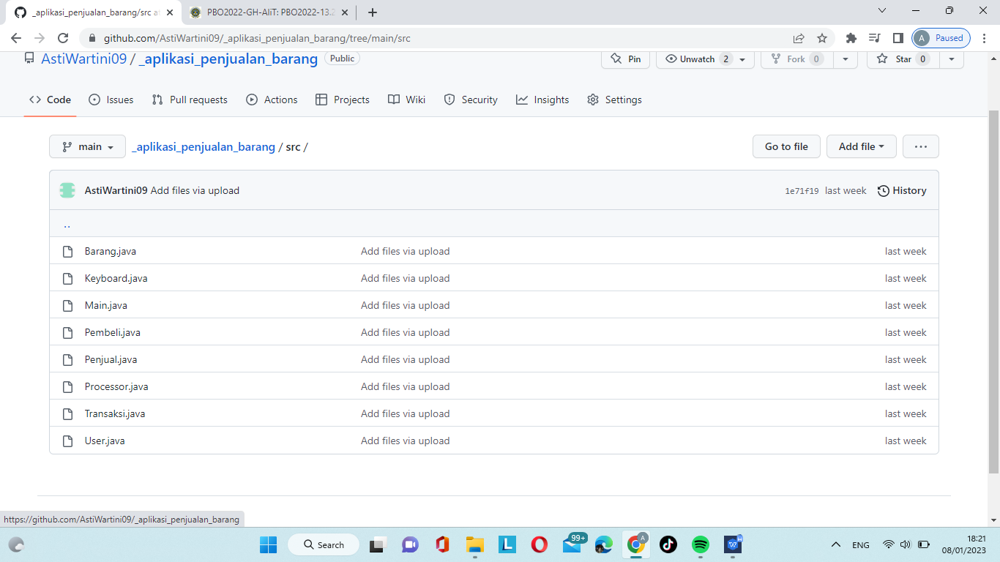 _aplikasi_penjualan_barang/src at
PBO2022-GH-AliT: PBO2022-13.2
github.com/AstiWartini09/_aplikasi_penjualan_barang/tree/main/src
A Paused
AstiWartini09 / _aplikasi_penjualan_barang Public
Pin Unwatch 2 Fork 0 Star 0
<> Code Issues Pull requests Actions Projects Wiki Security Insights Settings
main _aplikasi_penjualan_barang / src / Go to file Add file ...
AstiWartini09 Add files via upload 1e71f19 last week History
..
Barang.java Add files via upload last week
Keyboard.java Add files via upload last week
Main.java Add files via upload last week
Pembeli.java Add files via upload last week
Penjual.java Add files via upload last week
Processor.java Add files via upload last week
Transaksi.java Add files via upload last week
User.java Add files via upload last week
https://github.com/AstiWartini09/_aplikasi_penjualan_barang
Search L 99+ A W ENG 18:21
08/01/2023